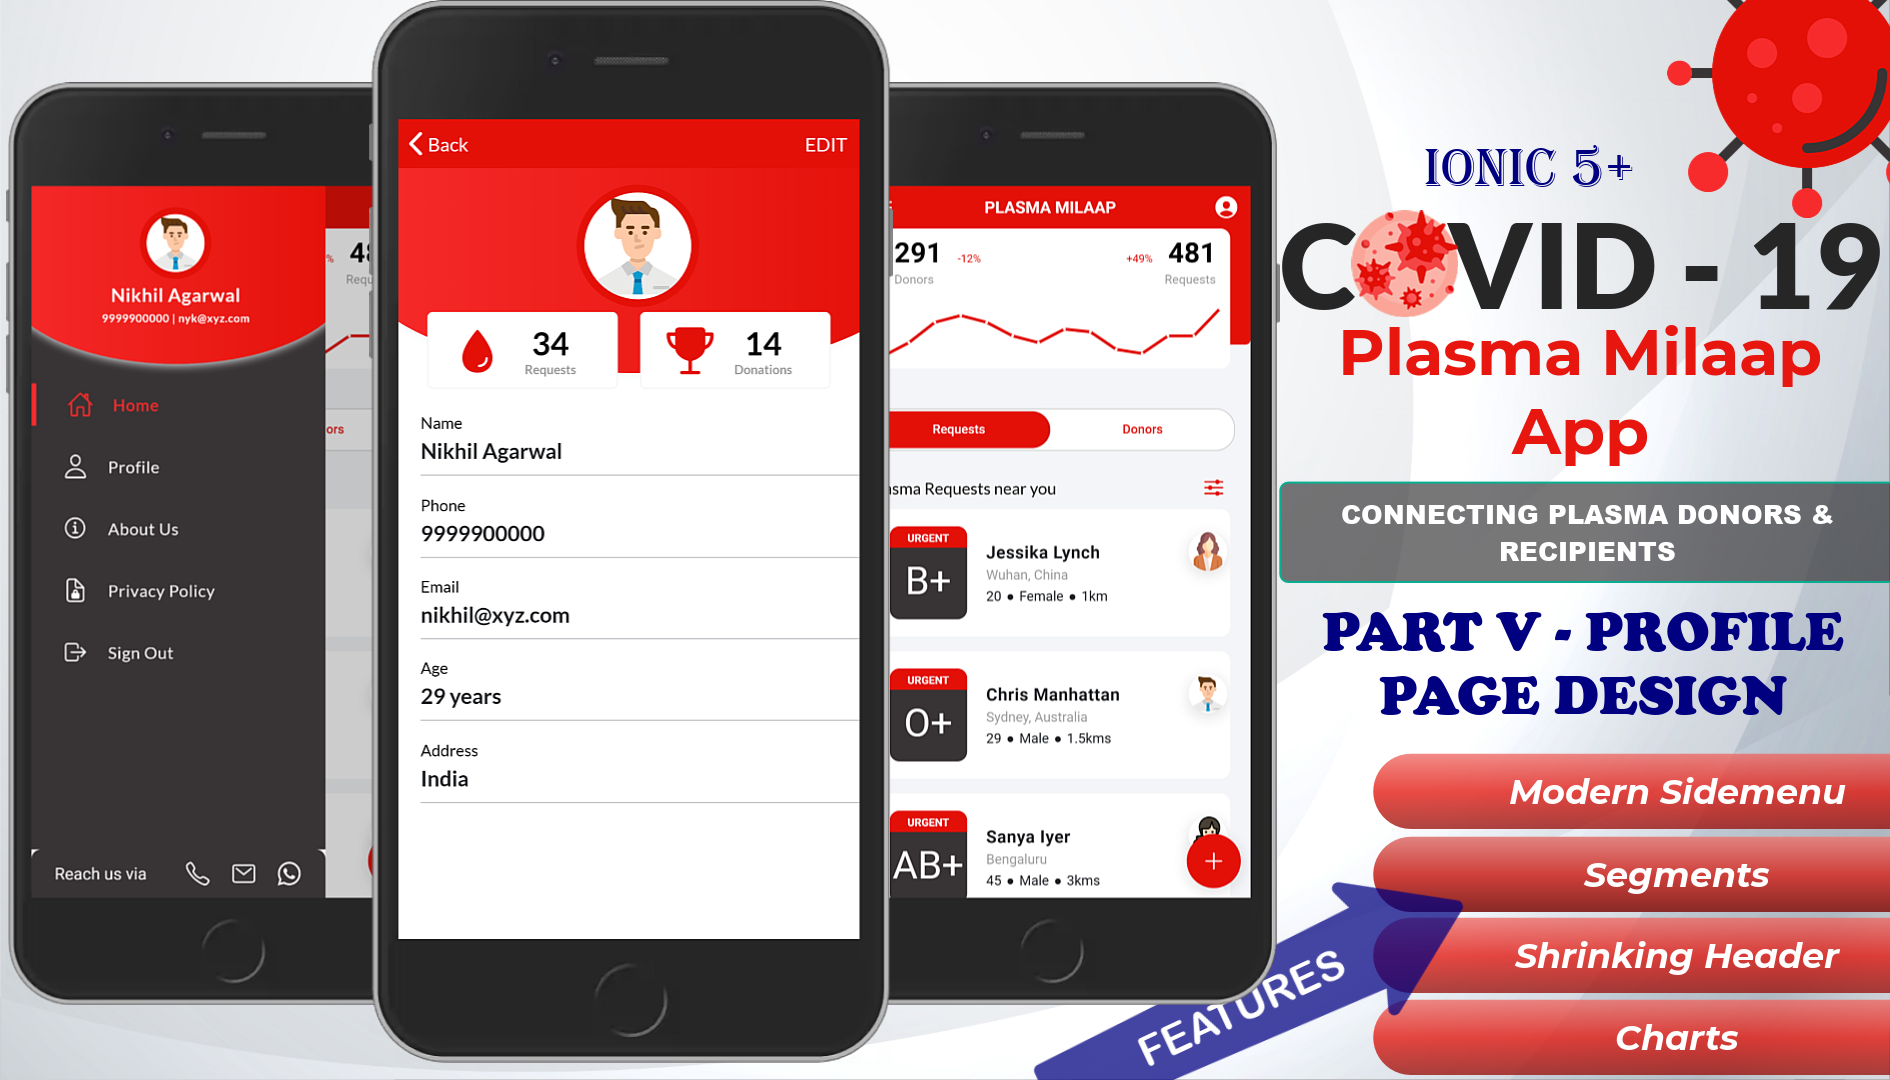 Nikhil Agarwal
9999900000 | nyk@xyz.com
Home
Profile
About Us
Privacy Policy
Sign Out
Reach us via
%
48
Requ
ors
Back
EDIT
34
Requests
14
Donations
Name
Nikhil Agarwal
Phone
9999900000
Email
nikhil@xyz.com
Age
29 years
Address
India
PLASMA MILAAP
291 -12%
Donors
+49% 481
Requests
Requests
Donors
sma Requests near you
URGENT
B+
Jessika Lynch
Wuhan, China
20 ● Female ● 1km
URGENT
O+
Chris Manhattan
Sydney, Australia
29 ● Male ● 1.5kms
URGENT
AB+
Sanya Iyer
Bengaluru
45 ● Male ● 3kms
IONIC 5+
COVID - 19
Plasma Milaap
App
CONNECTING PLASMA DONORS &
RECIPIENTS
PART V - PROFILE
PAGE DESIGN
Modern Sidemenu
Segments
Shrinking Header
Charts
FEATURES